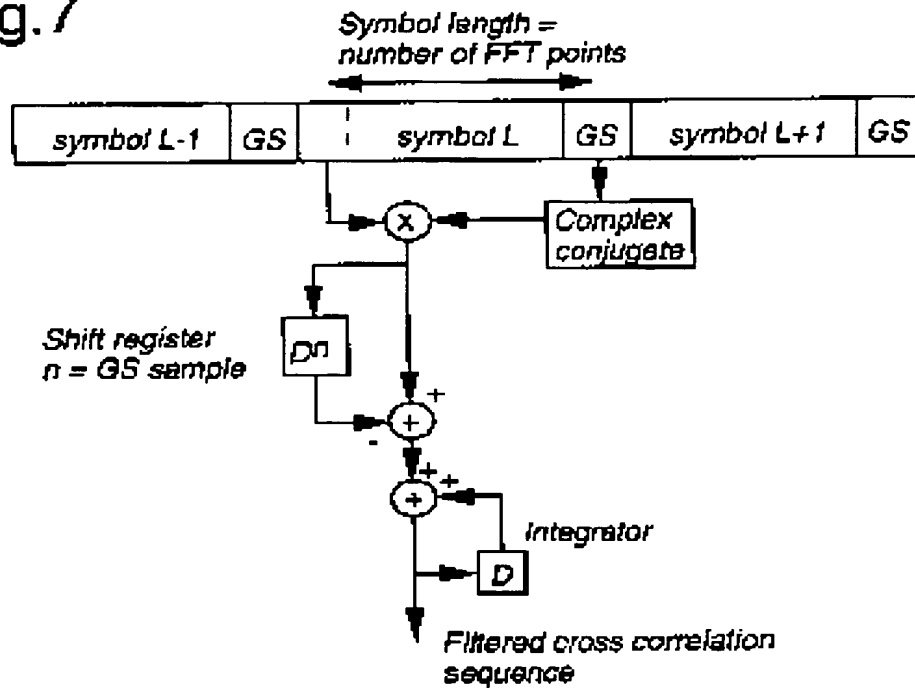 g.7
Symbol length =
number of FFT points
symbol L-1 GS symbol L GS symbol L+1 GS
x
Complex
conjugate
Shift register
n = GS sample
Dn
+
+
-
+
+
+
Integrator
D
Filtered cross correlation
sequence